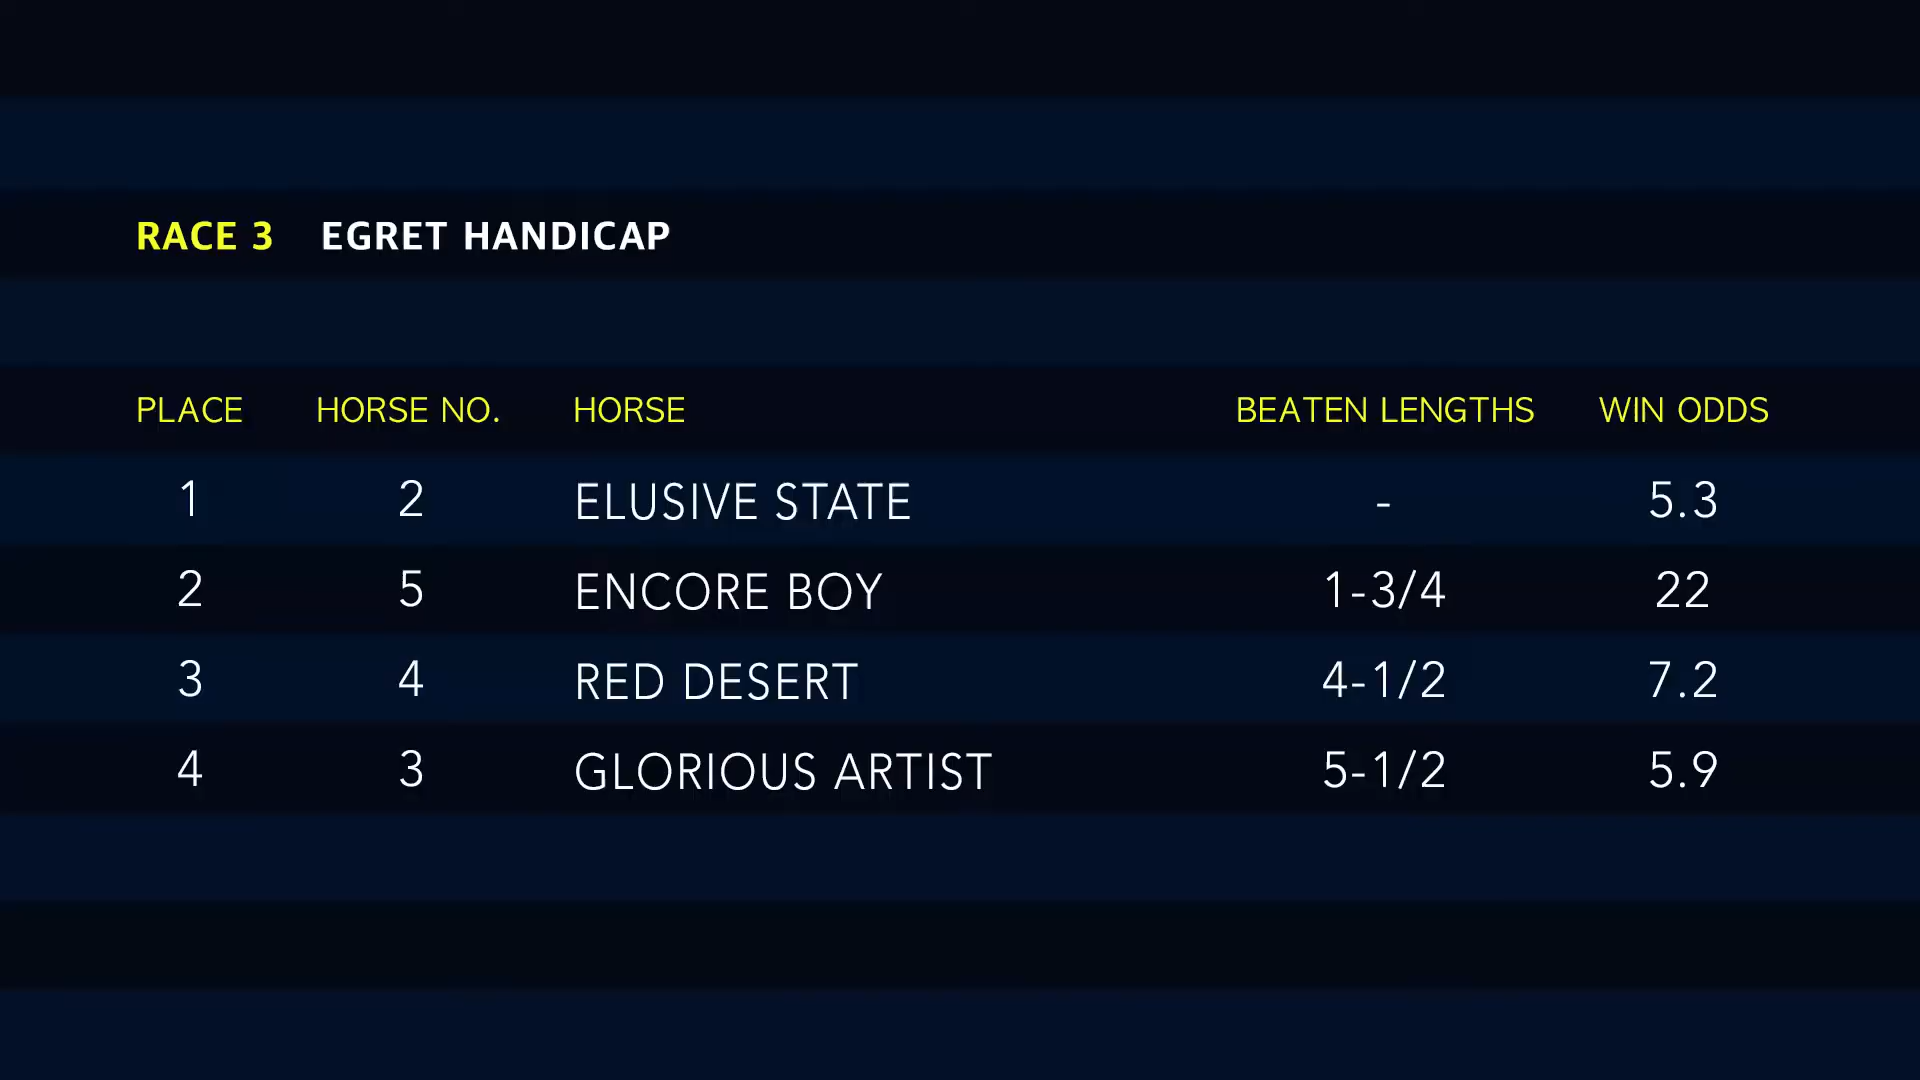 RACE 3 EGRET HANDICAP
PLACE HORSE NO. HORSE BEATEN LENGTHS WIN ODDS
1 2 ELUSIVE STATE - 5.3
2 5 ENCORE BOY 1-3/4 22
3 4 RED DESERT 4-1/2 7.2
4 3 GLORIOUS ARTIST 5-1/2 5.9